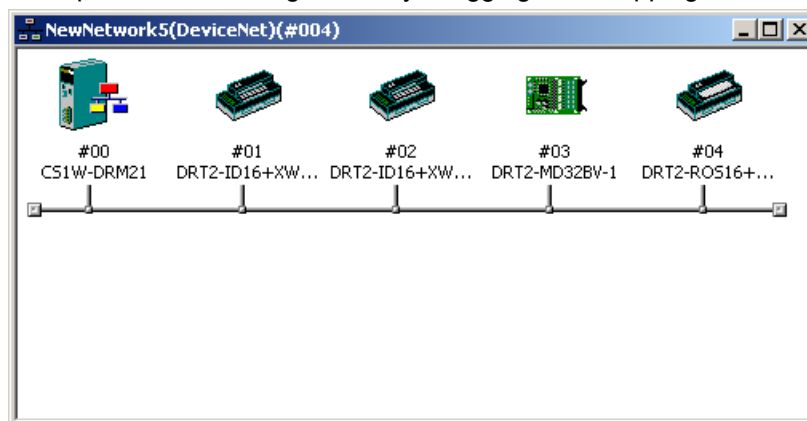 NewNetwork5(DeviceNet)(#004)
#00 #01 #02 #03 #04
CS1W-DRM21 DRT2-ID16+XW... DRT2-ID16+XW... DRT2-MD32BV-1 DRT2-ROS16+...